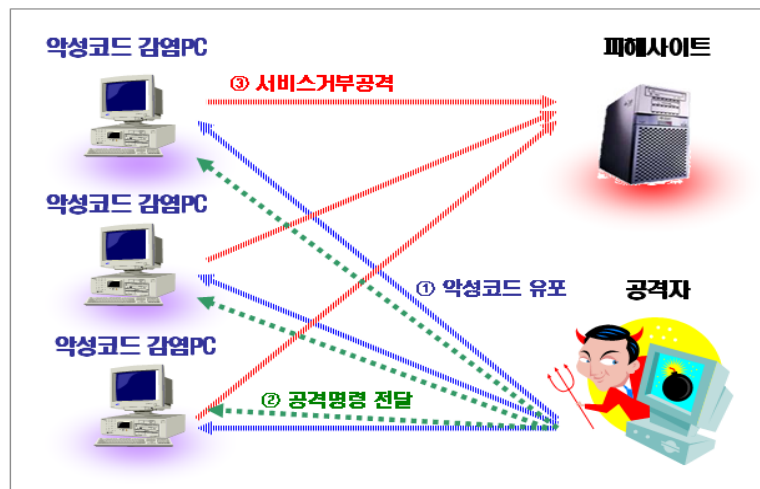 악성코드 감염PC
피해사이트
③ 서비스거부공격
악성코드 감염PC
① 악성코드 유포
공격자
악성코드 감염PC
② 공격명령 전달